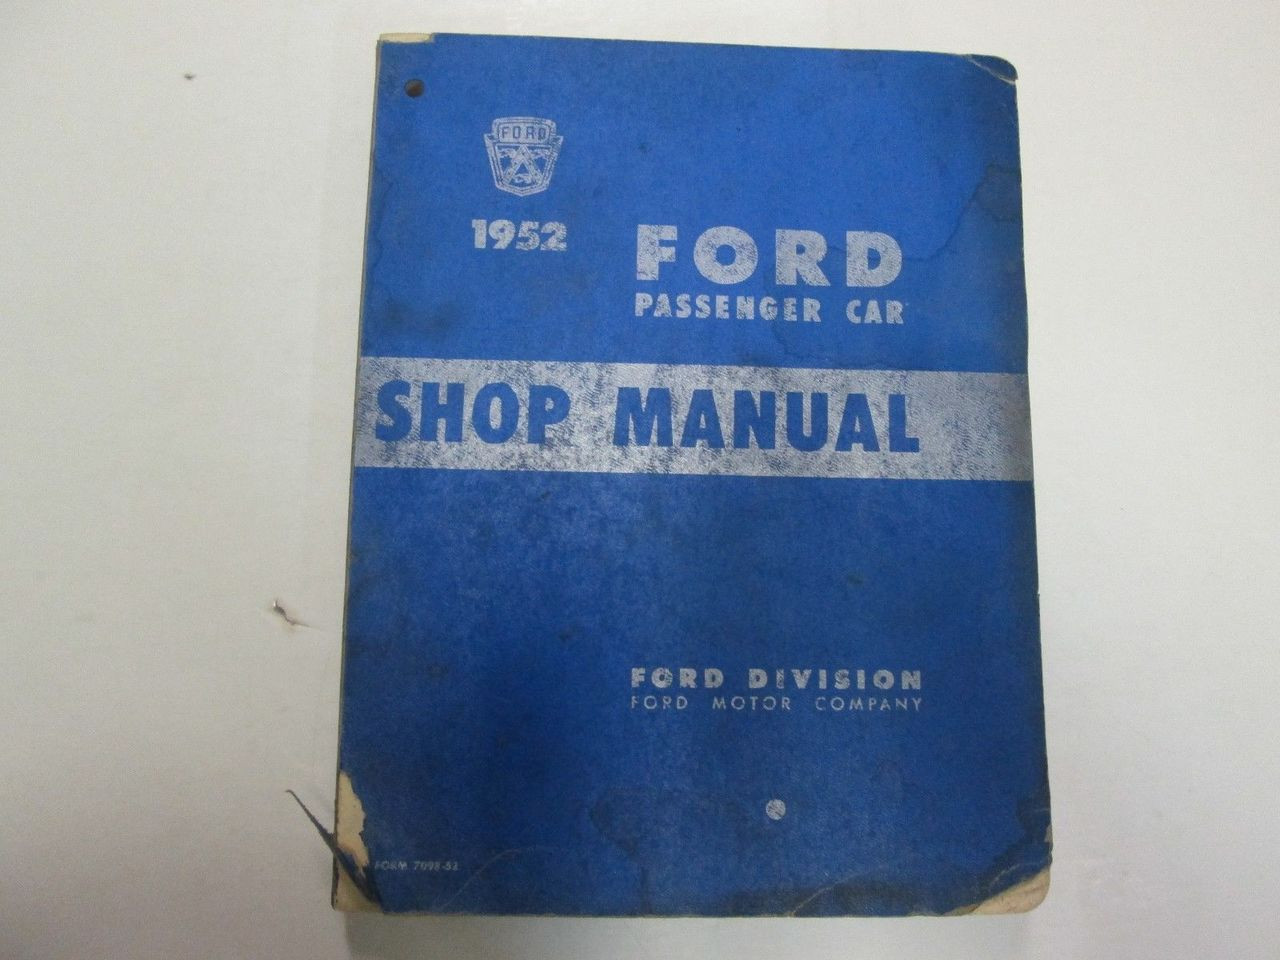 FORD
1952
FORD
PASSENGER CAR
SHOP MANUAL
FORD DIVISION
FORD MOTOR COMPANY
FORM 7098-52